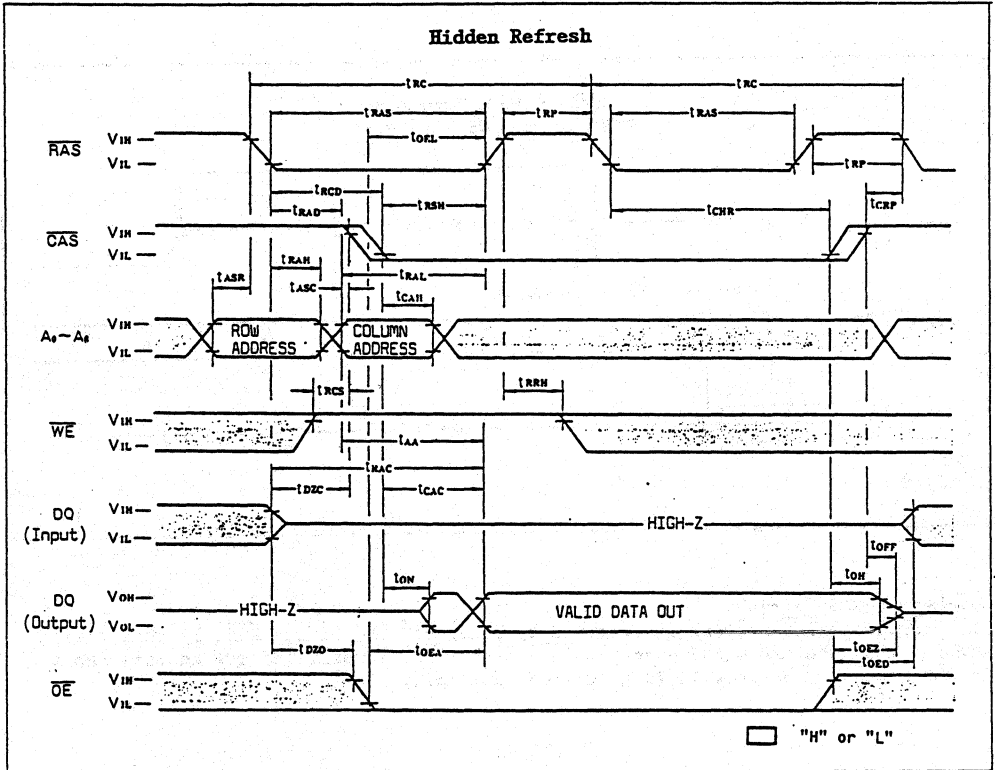 Hidden Refresh
tRC tRC
tRAS tRP tRAS
tOEL
RAS VIH
VIL
tRP
tRCD
tRAD tRSH tCHR tCRP
CAS VIH
VIL
tASR tRAH tASC tRAL
tCAH
A0~A8 VIH
VIL
ROW ADDRESS
COLUMN ADDRESS
tRCS tRRH
WE VIH
VIL
tAA
tRAC
tDZC tCAC
DQ (Input) VIH
VIL
HIGH-Z
tOFF
tON tOH
DQ (Output) VOH
VOL
HIGH-Z VALID DATA OUT
tOEZ
tDZO tOEA tOED
OE VIH
VIL
"H" or "L"